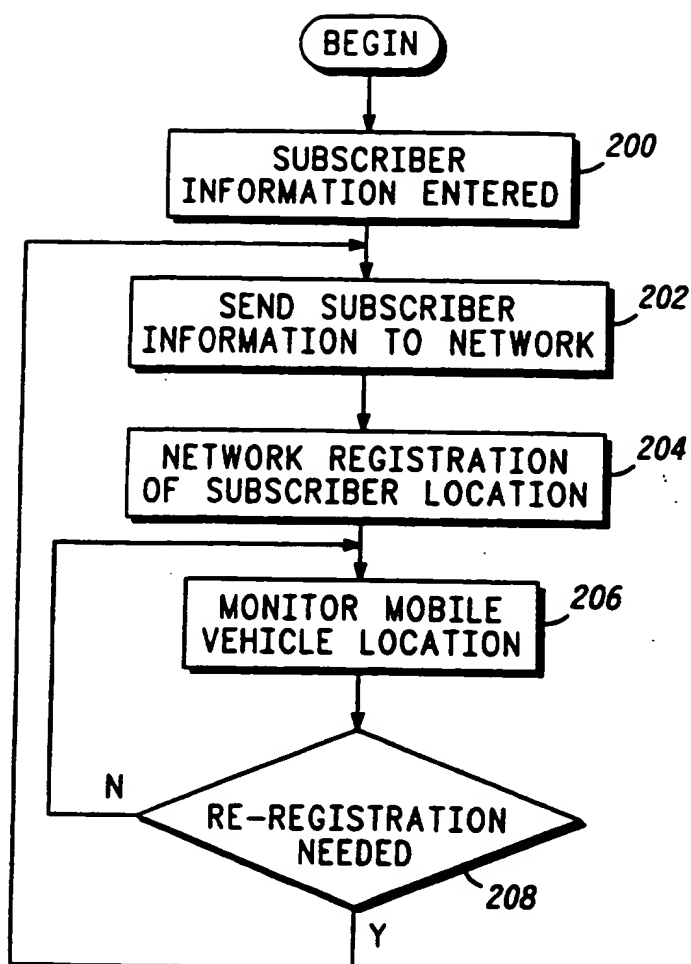 BEGIN
SUBSCRIBER
INFORMATION ENTERED
200
SEND SUBSCRIBER
INFORMATION TO NETWORK
202
NETWORK REGISTRATION
OF SUBSCRIBER LOCATION
204
MONITOR MOBILE
VEHICLE LOCATION
206
N
RE-REGISTRATION
NEEDED
208
Y